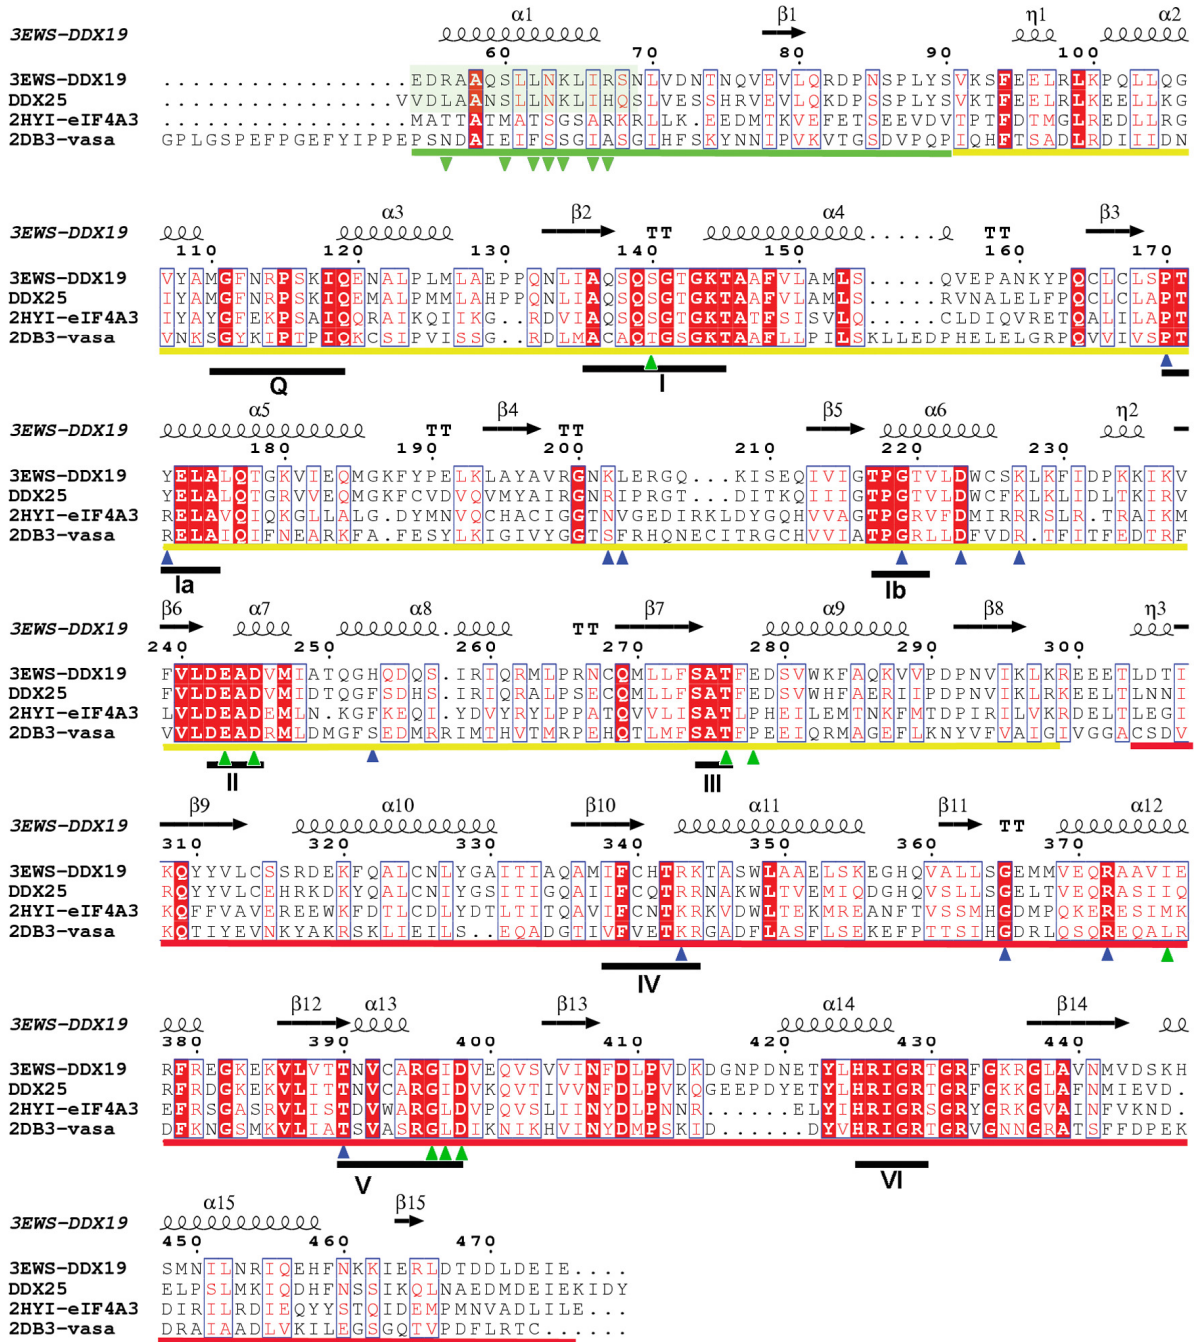 α1 β1 η1 α2
3EWS-DDX19
60 70 80 90 100
3EWS-DDX19 .................EDRAAQSLLNKLIRSNLVDNTNQVEVLQRDPNSPLYSVKSFEELRLKPQLLQG
DDX25 ................VVDLAANSLLNKLIHQSLVESSHRVEVLQKDPSSPLYSVKTFEELRLKEELLKG
2HYI-eIF4A3 .................MATTATMATSGSARKRLLK.EEDMTKVEFETSEEVDVTPTFDTMGLREDLLRG
2DB3-vasa GPLGSPEFPGEFYIPPEPSNDAIEIFSSGIASGIHFSKYNNIPVKVTGSDVPQPIQHFTSADLRDIIIDN
α3 β2 TT α4 TT β3
3EWS-DDX19
110 120 130 140 150 160 170
3EWS-DDX19 VYAMGFNRPSKIQENALPLMLAEPPQNLIAQSQSGTGKTAAFVLAMLS.....QVEPANKYPQCLCLSPT
DDX25 IYAMGFNRPSKIQEMALPMMLAHPPQNLIAQSQSGTGKTAAFVLAMLS.....RVNALELFPQCLCLAPT
2HYI-eIF4A3 IYAYGFEKPSAIQQRAIKQIIKG..RDVIAQSQSGTGKTATFSISVLQ.....CLDIQVRETQALILAPT
2DB3-vasa VNKSGYKIPTPIQKCSIPVISSG..RDLMACAQTGSGKTAAFLLPILSKLLEDPHELELGRPQVVIVSPT
Q I
α5 TT β4 TT β5 α6 η2
3EWS-DDX19
180 190 200 210 220 230
3EWS-DDX19 YELALQTGKVIEQMGKFYPELKLAYAVRGNKLERGQ...KISEQIVIGTPGTVLDWCSKLKFIDPKKIKV
DDX25 YELALQTGRVVEQMGKFCVDVQVMYAIRGNRIPRGT...DITKQIIIGTPGTVLDWCFKLKLIDLTKIRV
2HYI-eIF4A3 RELAVQIQKGLLALG.DYMNVQCHACIGGTNVGEDIRKLDYGQHVVAGTPGRVFDMIRRRSLR.TRAIKM
2DB3-vasa RELAIQIFNEARKFA.FESYLKIGIVYGGTSFRHQNECITRGCHVVIATPGRLLDFVDR.TFITFEDTRF
Ia Ib
β6 α7 α8 TT β7 α9 β8 η3
3EWS-DDX19
240 250 260 270 280 290 300
3EWS-DDX19 FVLDEADVMIATQGHQDQS.IRIQRMLPRNCQMLLFSATFEDSVWKFAQKVVPDPNVIKLKREEETLDTI
DDX25 FVLDEADVMIDTQGFSDHS.IRIQRALPSECQMLLFSATFEDSVWHFAERIIPDPNVIKLRKEELTLNNI
2HYI-eIF4A3 LVLDEADEMLN.KGFKEQI.YDVYRYLPPATQVVLISATLPHEILEMTNKFMTDPIRILVKRDELTLEGI
2DB3-vasa VVLDEADRMLDMGFSEDMRRIMTHVTMRPEHQTLMFSATFPEEIQRMAGEFLKNYVFVAIGIVGGACSDV
II III
β9 α10 β10 α11 β11 TT α12
3EWS-DDX19
310 320 330 340 350 360 370
3EWS-DDX19 KQYYVLCSSRDEKFQALCNLYGAITIAQAMIFCHTRKTASWLAAELSKEGHQVALLSGEMMVEQRAAVIE
DDX25 RQYYVLCEHRKDKYQALCNIYGSITIGQAIIFCQTRRNAKWLTVEMIQDGHQVSLLSGELTVEQRASIIQ
2HYI-eIF4A3 KQFFVAVEREEWKFDTLCDLYDTLTITQAVIFCNTKRKVDWLTEKMREANFTVSSMHGDMPQKERESIMK
2DB3-vasa KQTIYEVNKYAKRSKLIEILS..EQADGTIVFVETKRGADFLASFLSEKEFPTTSIHGDRLQSQREQALR
IV
β12 α13 β13 α14 β14
3EWS-DDX19
380 390 400 410 420 430 440
3EWS-DDX19 RFREGKEKVLVTTNVCARGIDVEQVSVVINFDLPVDKDGNPDNETYLHRIGRTGRFGKRGLAVNMVDSKH
DDX25 RFRDGKEKVLITTNVCARGIDVKQVTIVVNFDLPVKQGEEPDYETYLHRIGRTGRFGKKGLAFNMIEVD.
2HYI-eIF4A3 EFRSGASRVLISTDVWARGLDVPQVSLIINYDLPNNR......ELYIHRIGRSGRYGRKGVAINFVKND.
2DB3-vasa DFKNGSMKVLIATSVASRGLDIKNIKHVINYDMPSKID......DYVHRIGRTGRVGNNGRATSFFDPEK
V VI
α15 β15
3EWS-DDX19
450 460 470
3EWS-DDX19 SMNILNRIQEHFNKKIERLDTDDLDEIE....
DDX25 ELPSLMKIQDHFNSSIKQLNAEDMDEIEKIDY
2HYI-eIF4A3 DIRILRDIEQYYSTQIDEMPMNVADLILE...
2DB3-vasa DRAIAADLVKILEGSGQTVPDFLRTC.....